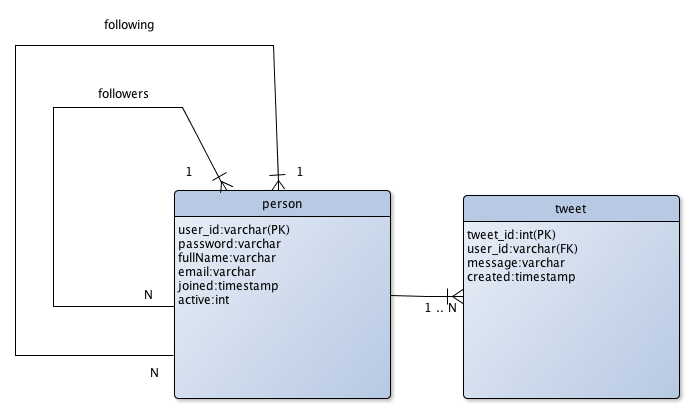 following
followers
1
1
person
user_id:varchar(PK)
password:varchar
fullName:varchar
email:varchar
joined:timestamp
active:int
N
N
1 .. N
tweet
tweet_id:int(PK)
user_id:varchar(FK)
message:varchar
created:timestamp